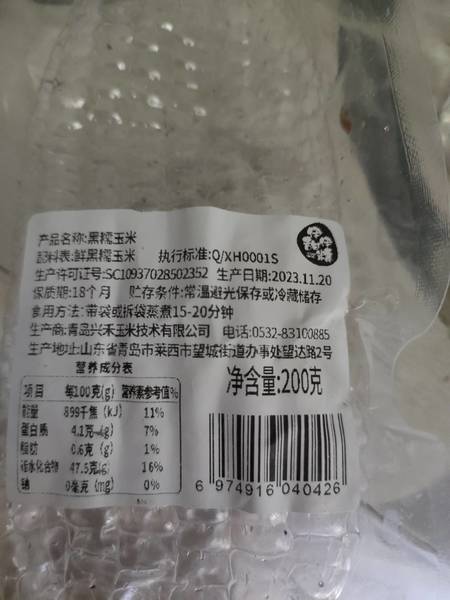 产品名称:黑糯玉米
配料表:鲜黑糯玉米 执行标准:Q/XH0001S
生产许可证号:SC10937028502352 生产日期:2023.11.20
保质期:18个月 贮存条件:常温避光保存或冷藏储存
食用方法:带袋或拆袋蒸煮15-20分钟
生产商:青岛兴禾玉米技术有限公司 电话:0532-83100885
生产地址:山东省青岛市莱西市望城街道办事处望达路2号
营养成分表
项目 每100克(g) 营养素参考值%
能量 899千焦(kJ) 11%
蛋白质 4.1克(g) 7%
脂肪 0.6克(g) 1%
碳水化合物 47.5克(g) 16%
钠 0毫克(mg) 0%
净含量:200克
6 974916 040426